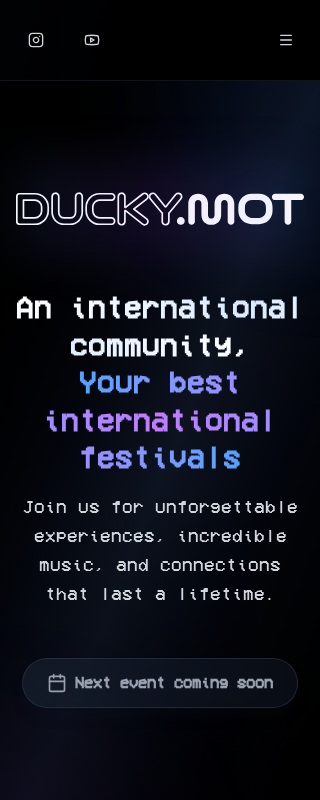 DUCKY.MOT
An international
community,
Your best
international
festivals
Join us for unforgettable
experiences, incredible
music, and connections
that last a lifetime.
Next event coming soon